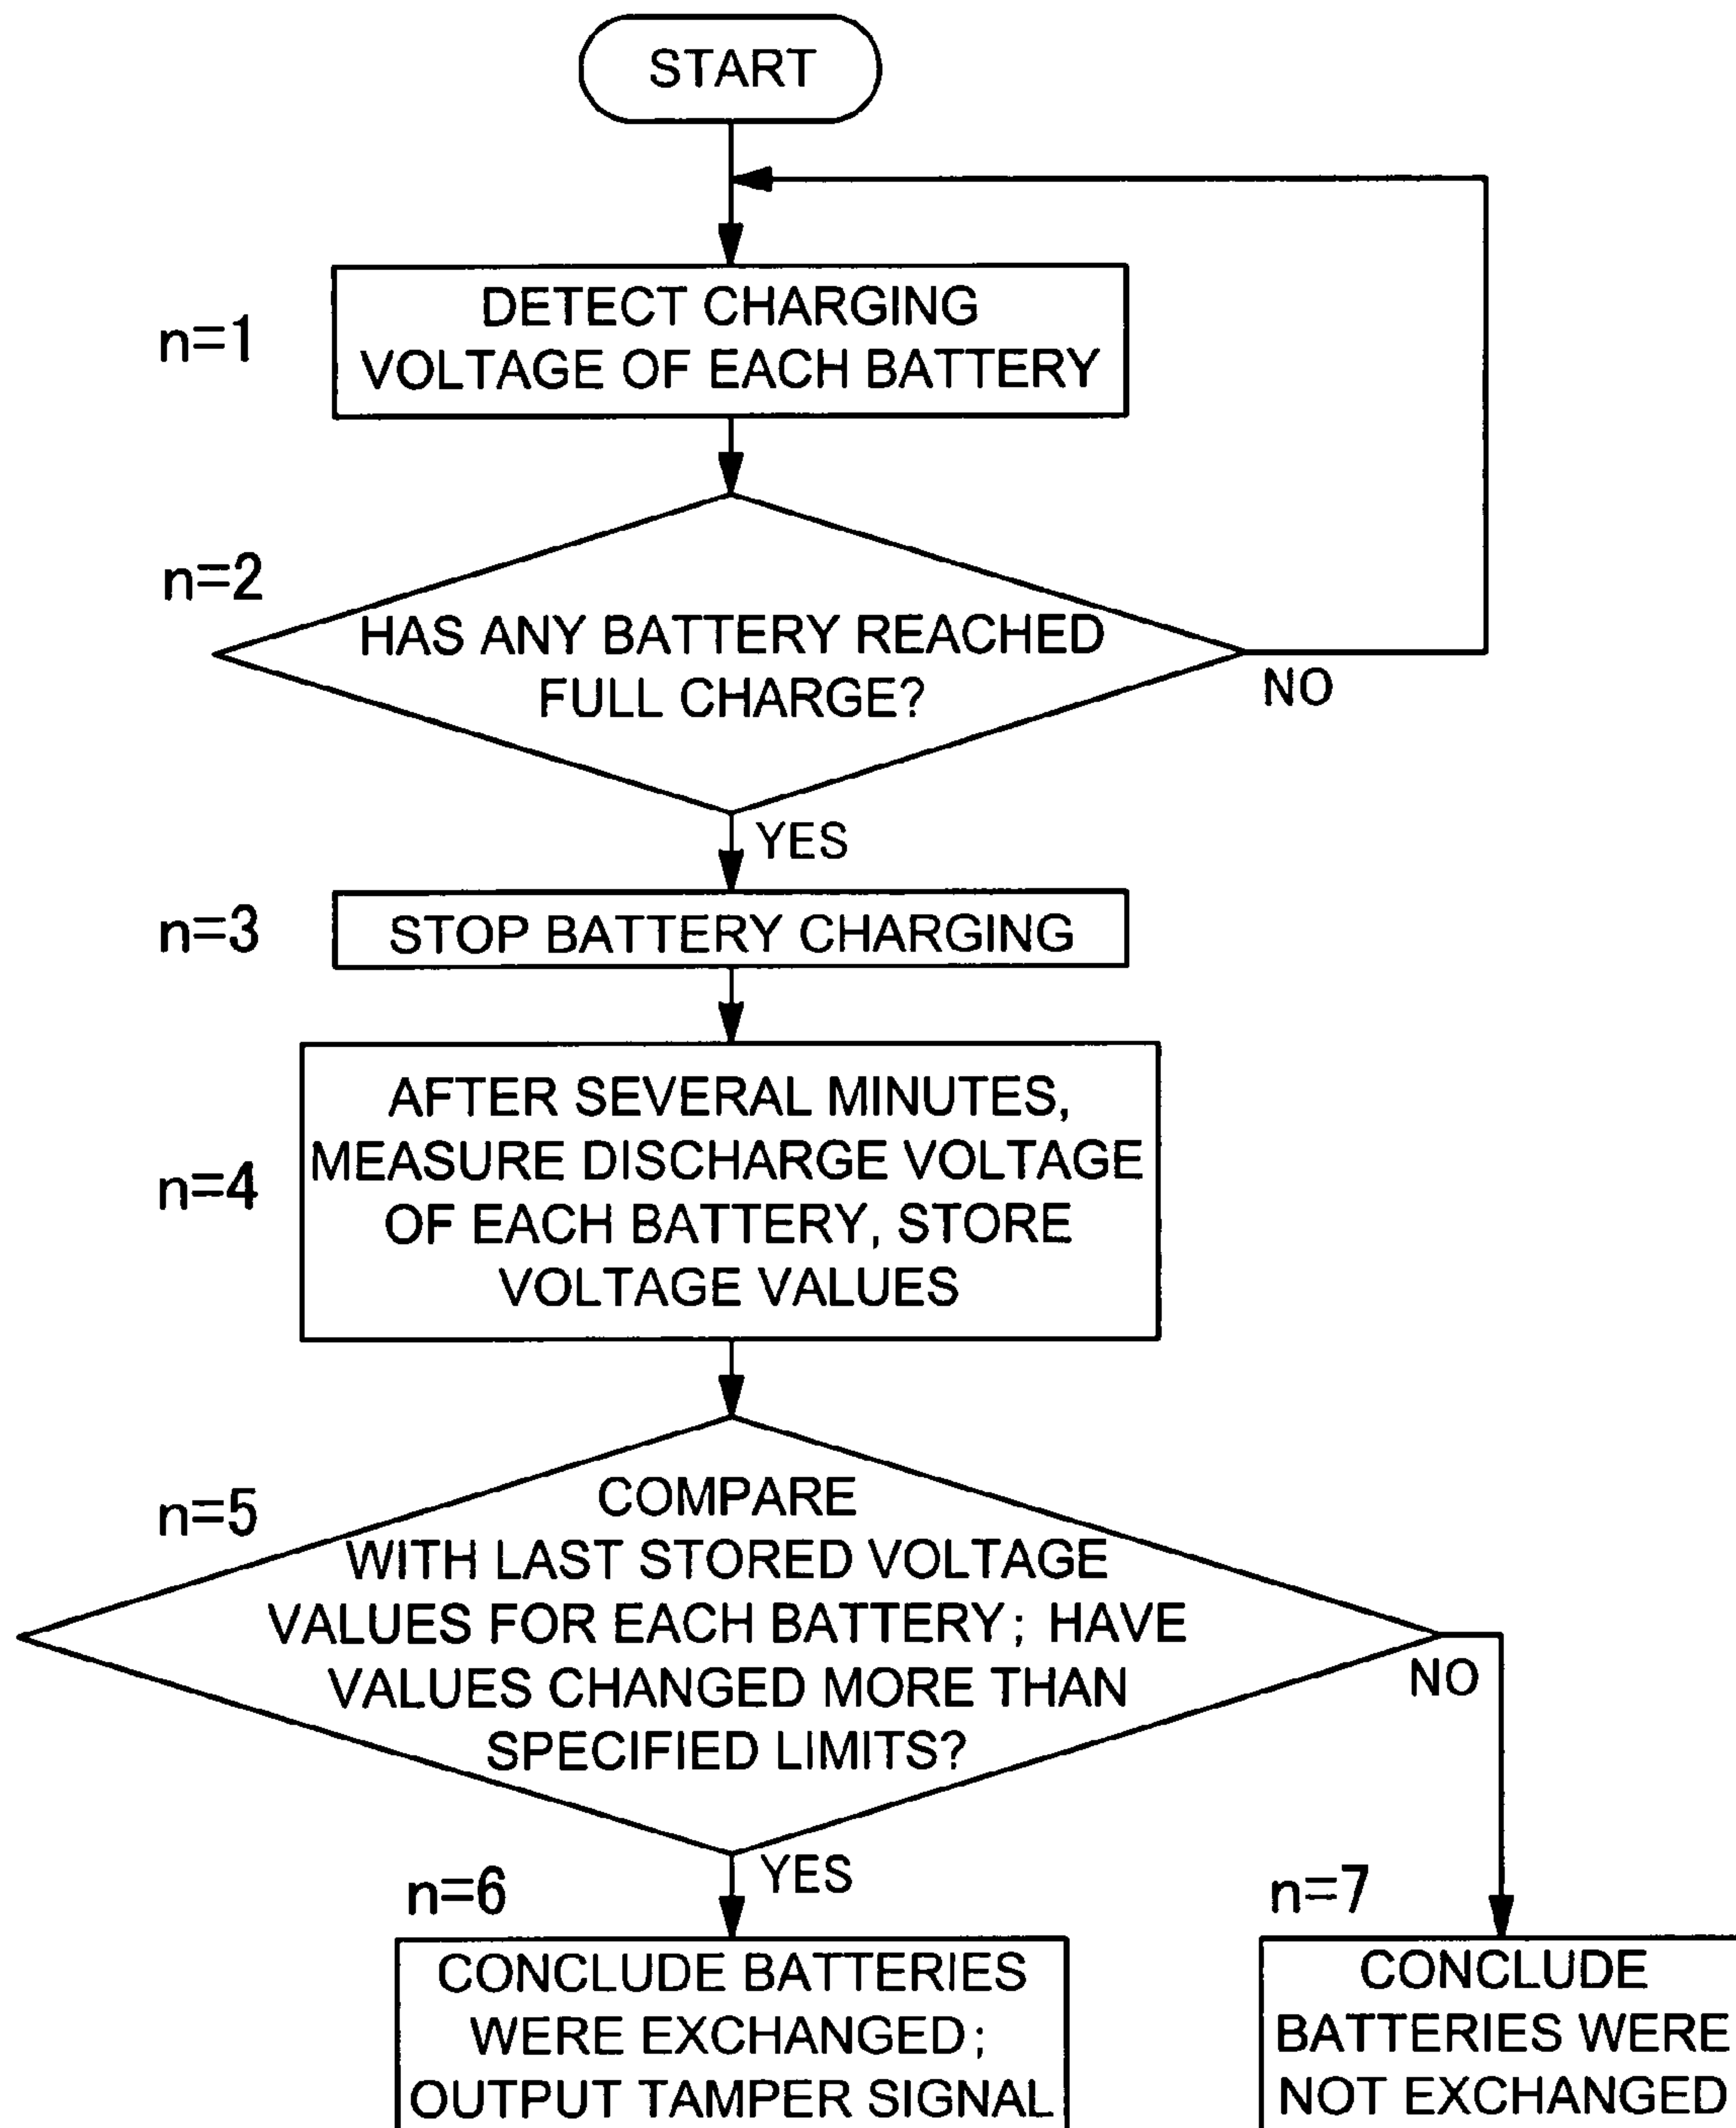 START
n=1
DETECT CHARGING
VOLTAGE OF EACH BATTERY
n=2
HAS ANY BATTERY REACHED
FULL CHARGE?
NO
YES
n=3
STOP BATTERY CHARGING
n=4
AFTER SEVERAL MINUTES,
MEASURE DISCHARGE VOLTAGE
OF EACH BATTERY, STORE
VOLTAGE VALUES
n=5
COMPARE
WITH LAST STORED VOLTAGE
VALUES FOR EACH BATTERY; HAVE
VALUES CHANGED MORE THAN
SPECIFIED LIMITS?
NO
YES
n=6
CONCLUDE BATTERIES
WERE EXCHANGED;
OUTPUT TAMPER SIGNAL
n=7
CONCLUDE
BATTERIES WERE
NOT EXCHANGED